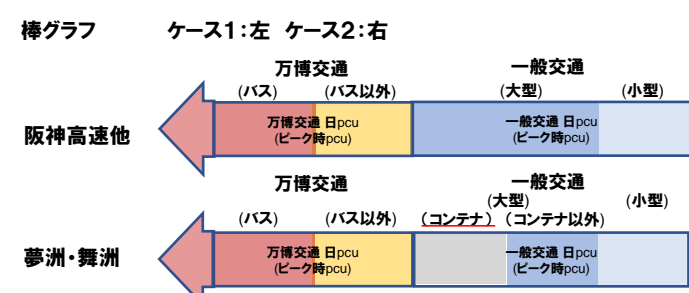 棒グラフ ケース1:左 ケース2:右
万博交通 一般交通
(バス) (バス以外) (大型) (小型)
阪神高速他
万博交通 日pcu 一般交通 日pcu
(ピーク時pcu) (ピーク時pcu)
万博交通 一般交通
(大型) (小型)
(バス) (バス以外) (コンテナ) (コンテナ以外)
夢洲・舞洲
万博交通 日pcu 一般交通 日pcu
(ピーク時pcu) (ピーク時pcu)